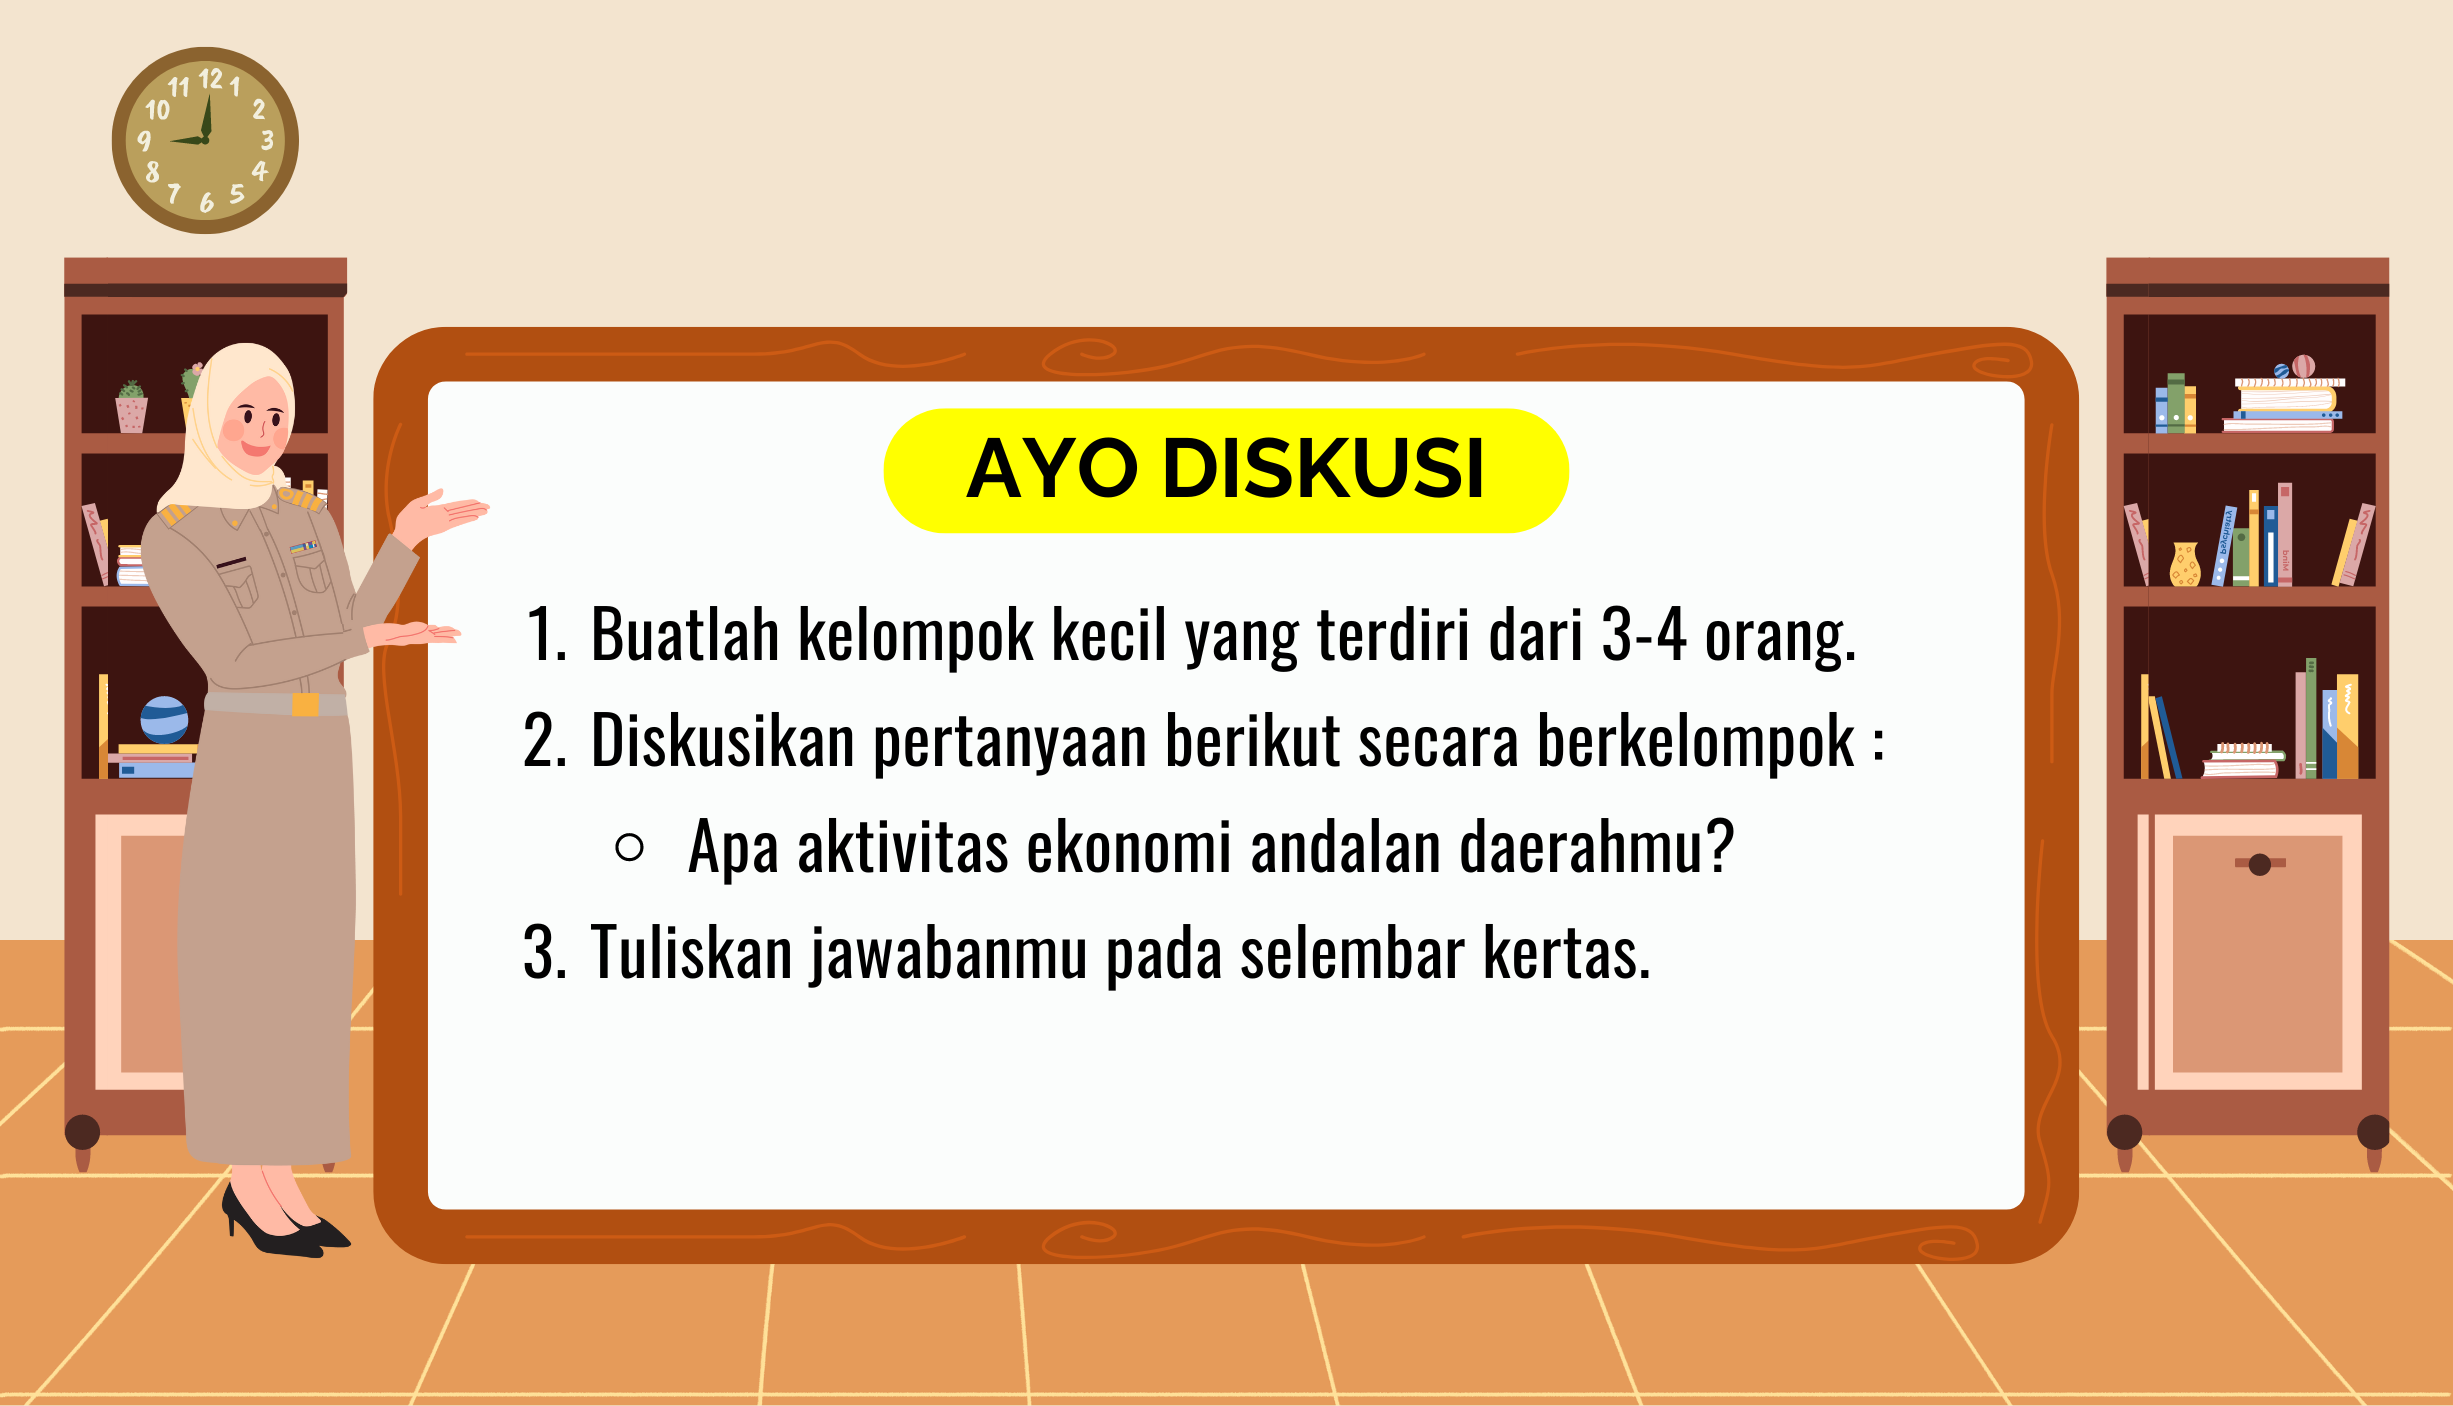 12
11
1
10
2
9
3
8
4
7
5
6
AYO DISKUSI
1. Buatlah kelompok kecil yang terdiri dari 3-4 orang.
2. Diskusikan pertanyaan berikut secara berkelompok :
○ Apa aktivitas ekonomi andalan daerahmu?
3. Tuliskan jawabanmu pada selembar kertas.
Psychiatry
Mind